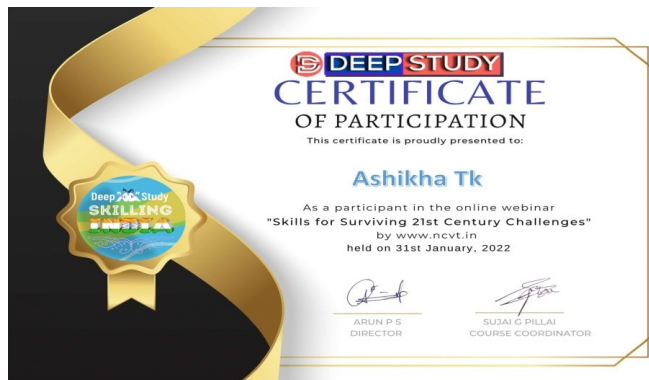 DEEP STUDY
CERTIFICATE
OF PARTICIPATION
This certificate is proudly presented to:
Ashikha Tk
As a participant in the online webinar
"Skills for Surviving 21st Century Challenges"
by www.ncvt.in
held on 31st January, 2022
Deep Study
SKILLING
INDIA
ARUN P S
DIRECTOR
SUJAI G PILLAI
COURSE COORDINATOR